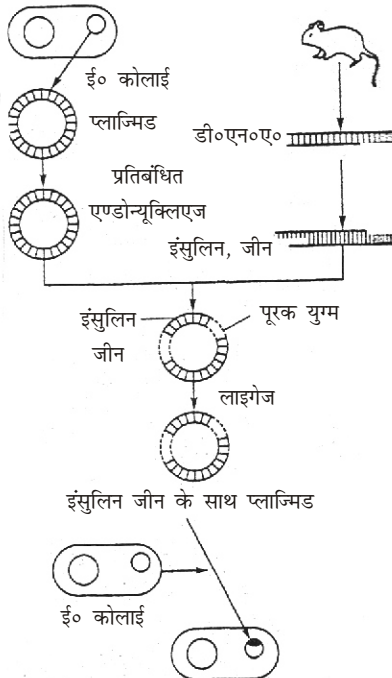 ई० कोलाई
प्लाज्मिड
डी०एन०ए०
प्रतिबंधित
एण्डोन्यूक्लिएज
इंसुलिन, जीन
इंसुलिन
जीन
पूरक युग्म
लाइगेज
इंसुलिन जीन के साथ प्लाज्मिड
ई० कोलाई